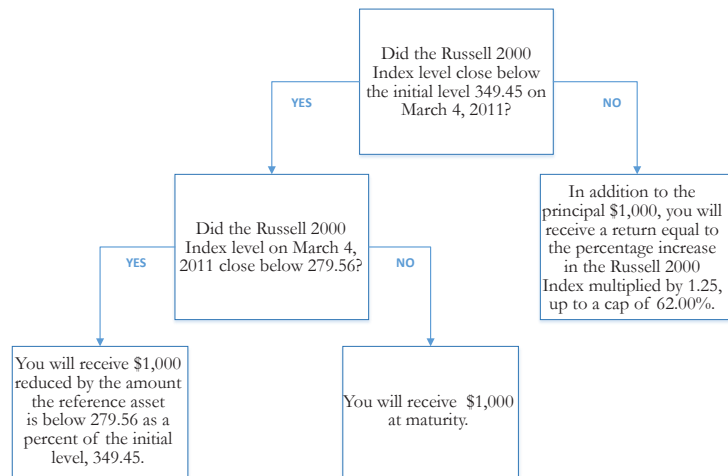 Did the Russell 2000
Index level close below
the initial level 349.45 on
March 4, 2011?
YES
NO
Did the Russell 2000
Index level on March 4,
2011 close below 279.56?
In addition to the
principal $1,000, you will
receive a return equal to
the percentage increase
in the Russell 2000
Index multiplied by 1.25,
up to a cap of 62.00%.
YES
NO
You will receive $1,000
reduced by the amount
the reference asset
is below 279.56 as a
percent of the initial
level, 349.45.
You will receive $1,000
at maturity.